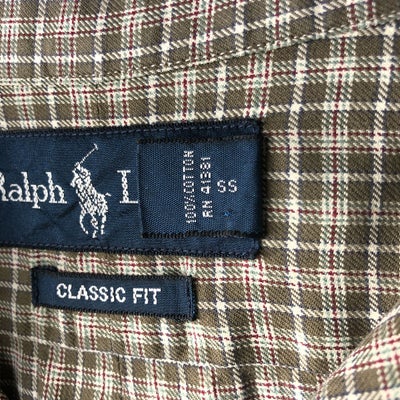 Ralph L
100% COTTON
RN 41381
SS
CLASSIC FIT